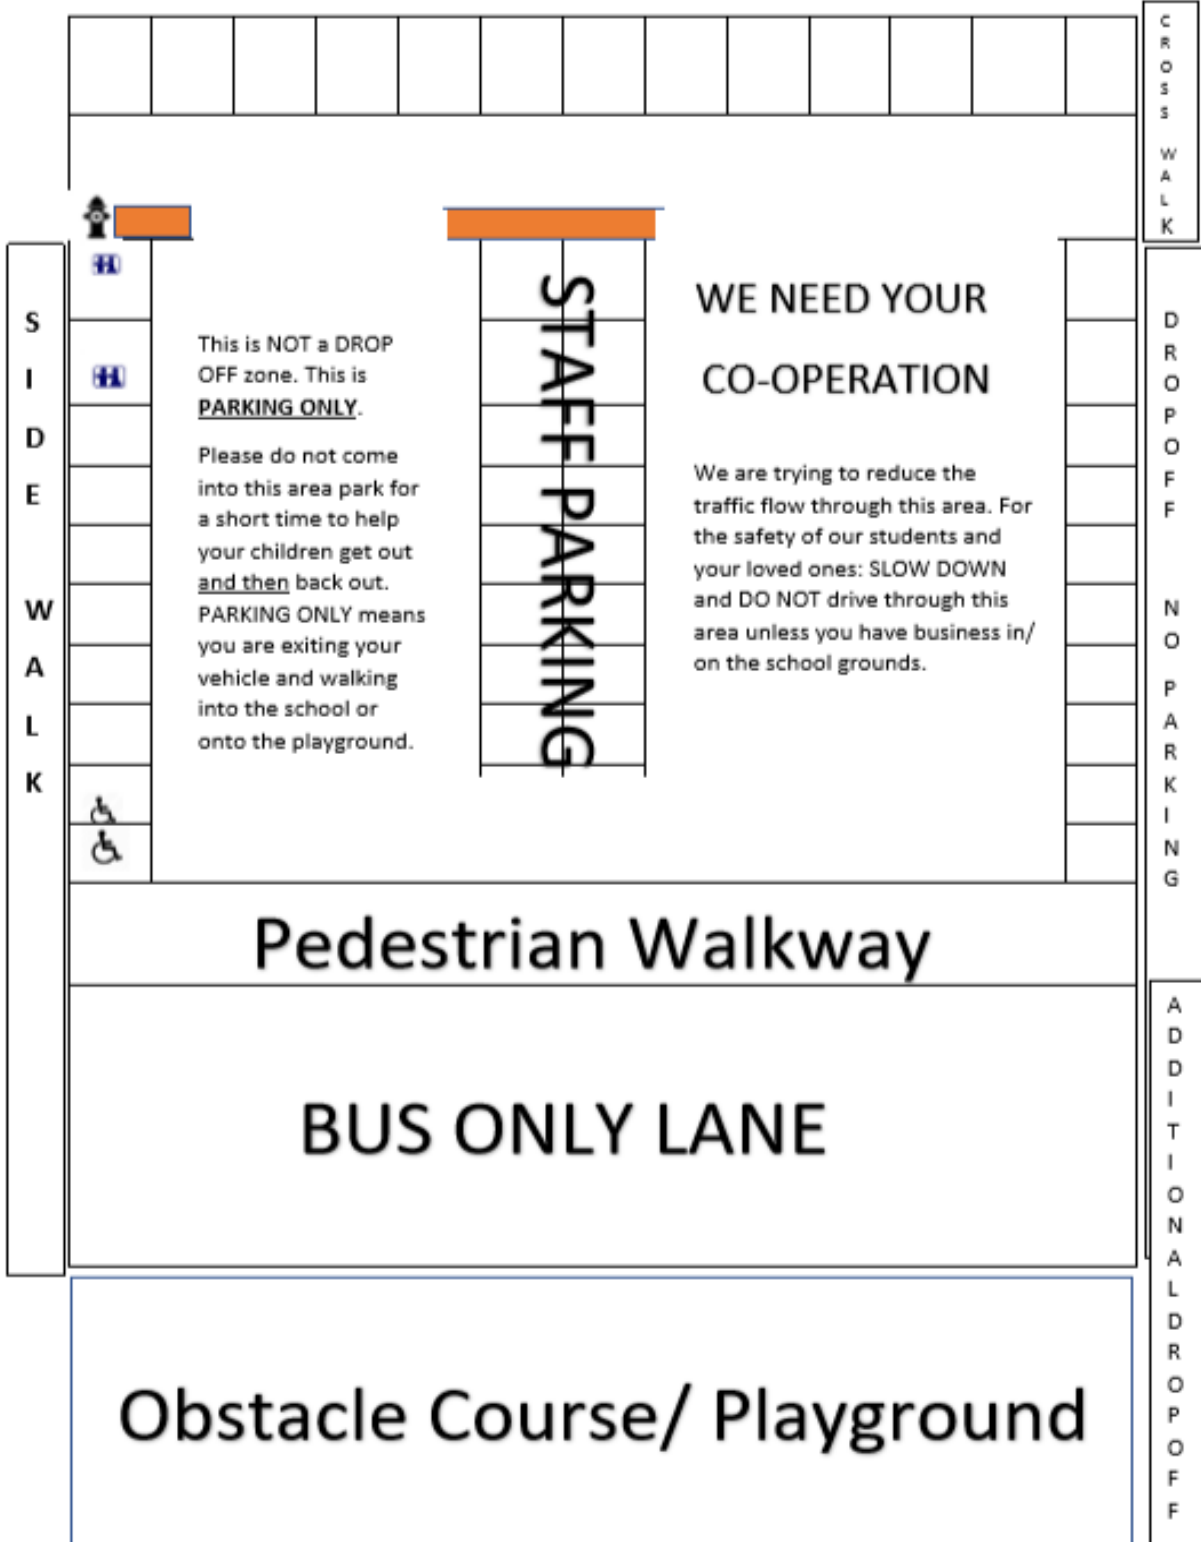 CROSS WALK
SIDE WALK
This is NOT a DROP
OFF zone. This is
PARKING ONLY.
Please do not come
into this area park for
a short time to help
your children get out
and then back out.
PARKING ONLY means
you are exiting your
vehicle and walking
into the school or
onto the playground.
STAFF PARKING
WE NEED YOUR
CO-OPERATION
We are trying to reduce the
traffic flow through this area. For
the safety of our students and
your loved ones: SLOW DOWN
and DO NOT drive through this
area unless you have business in/
on the school grounds.
DROPOFF NO PARKING
Pedestrian Walkway
BUS ONLY LANE
ADDITIONAL DROP OFF
Obstacle Course/ Playground